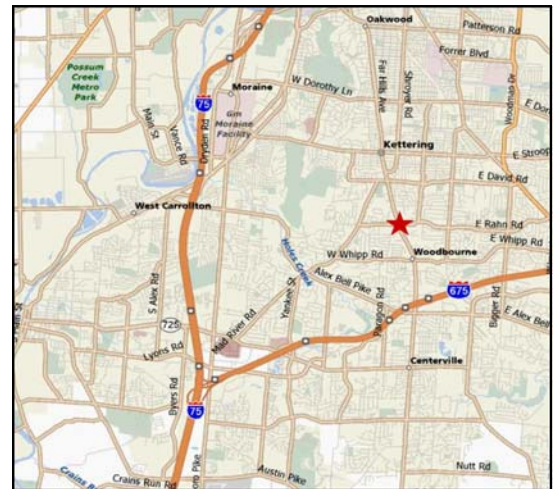 Oakwood
Patterson Rd
Possum
Creek
Metro
Park
Forrer Blvd
Far Hills Ave
Shroyer Rd
Woodman Dr
W Dorothy Ln
Moraine
75
Gm
Moraine
Facility
Main St
Vance Rd
Dryden Rd
Kettering
E Stroop
E David Rd
West Carrollton
E Rahn Rd
E Whipp Rd
Woodbourne
W Whipp Rd
Holes Creek
Alex Bell Pike
675
S Alex Rd
Yankee St
Bigger Rd
E Alex Bell
725
Mad River Rd
Lyons Rd
Centerville
Byers Rd
75
Nutt Rd
Austin Pike
Crains Run Rd